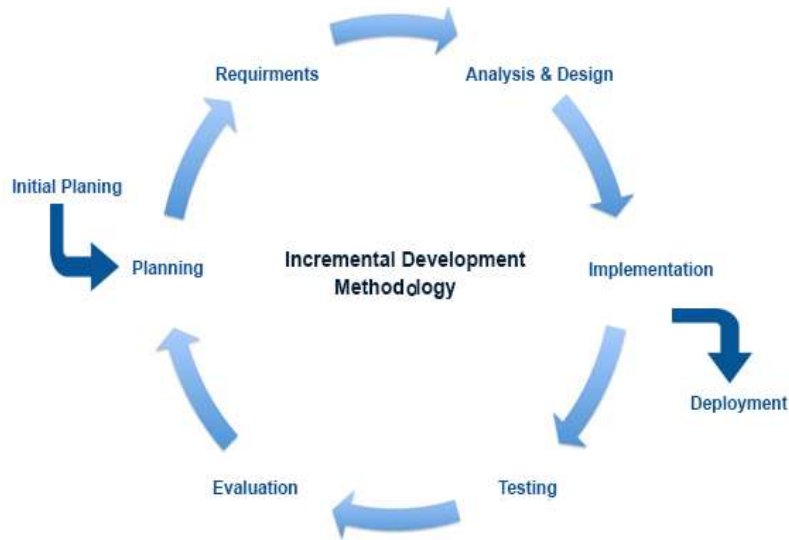 Requirments
Analysis & Design
Initial Planing
Planning
Incremental Development
Methodology
Implementation
Deployment
Evaluation
Testing